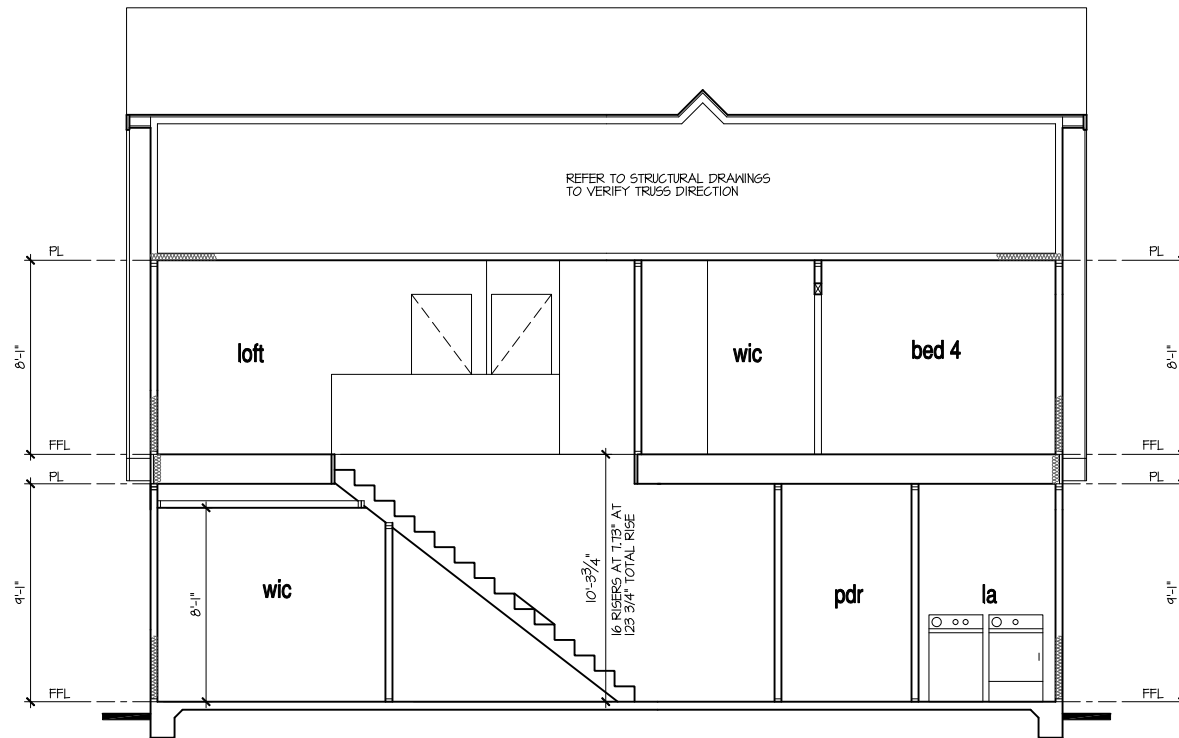 REFER TO STRUCTURAL DRAWINGS
TO VERIFY TRUSS DIRECTION
PL
PL
8'-1"
loft
wic
bed 4
8'-1"
FFL
FFL
PL
PL
9'-1"
wic
8'-1"
10'-3 3/4"
16 RISERS AT 7.73" AT
123 3/4" TOTAL RISE
pdr
la
9'-1"
FFL
FFL